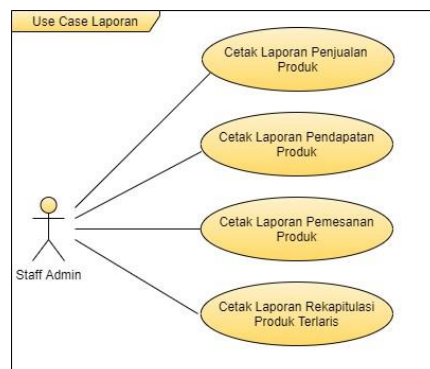 Use Case Laporan
Cetak Laporan Penjualan
Produk
Cetak Laporan Pendapatan
Produk
Cetak Laporan Pemesanan
Produk
Staff Admin
Cetak Laporan Rekapitulasi
Produk Terlaris